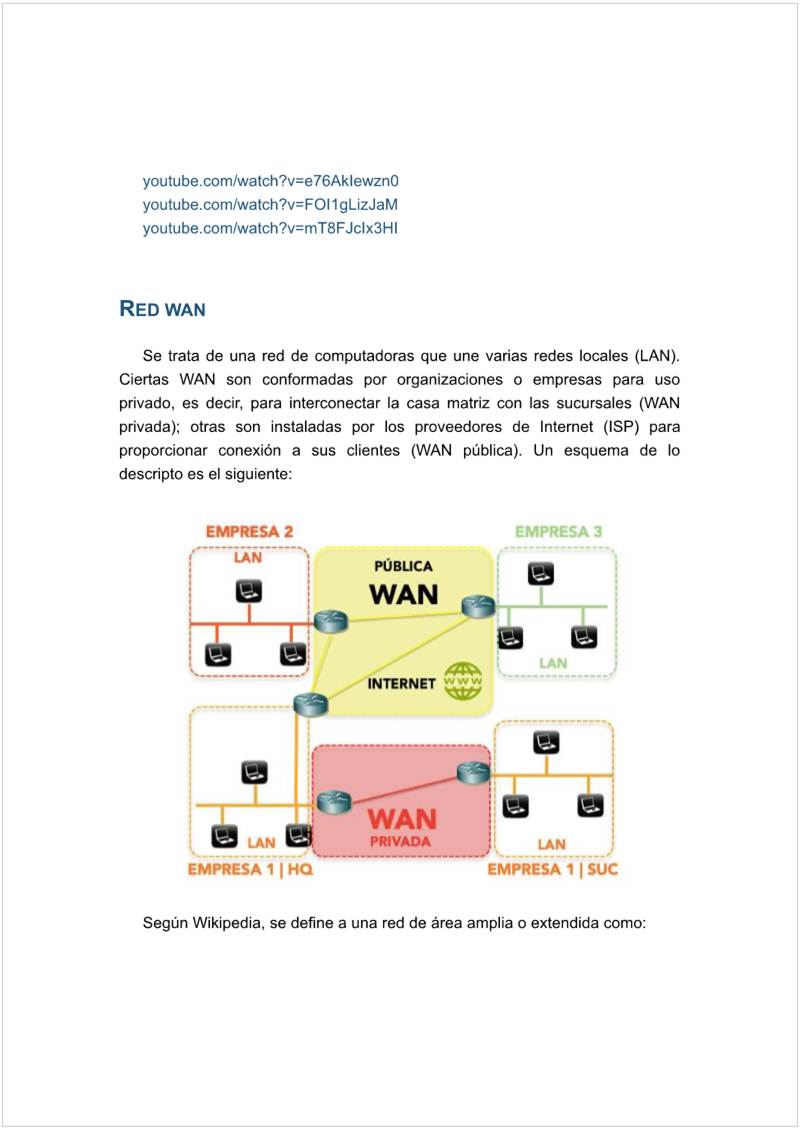 youtube.com/watch?v=e76AkIewzn0
youtube.com/watch?v=FOI1gLizJaM
youtube.com/watch?v=mT8FJcIx3HI
RED WAN
Se trata de una red de computadoras que une varias redes locales (LAN).
Ciertas WAN son conformadas por organizaciones o empresas para uso
privado, es decir, para interconectar la casa matriz con las sucursales (WAN
privada); otras son instaladas por los proveedores de Internet (ISP) para
proporcionar conexión a sus clientes (WAN pública). Un esquema de lo
descripto es el siguiente:
EMPRESA 2
EMPRESA 3
LAN
PÚBLICA
WAN
LAN
INTERNET
WWW
WAN
PRIVADA
LAN
LAN
EMPRESA 1 | HQ
EMPRESA 1 | SUC
Según Wikipedia, se define a una red de área amplia o extendida como: